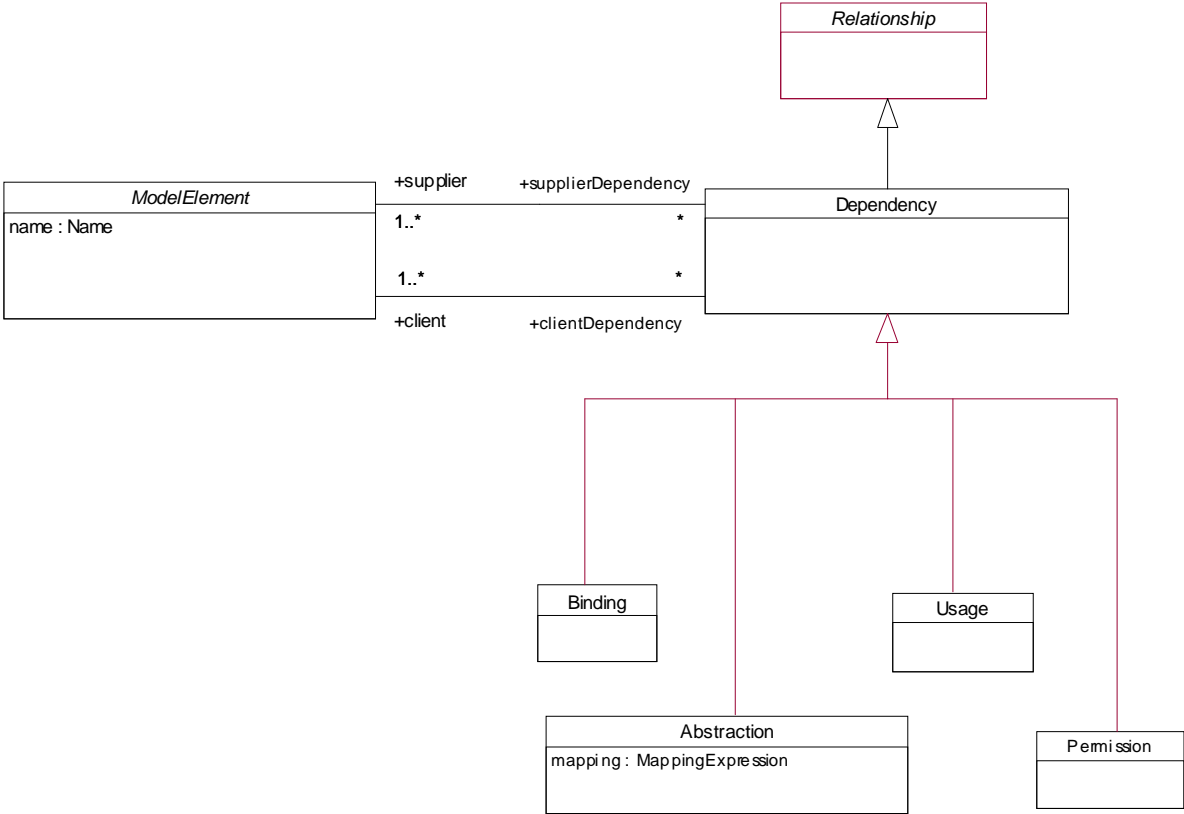 Relationship
ModelElement
name : Name
+supplier
+supplierDependency
1..*
*
Dependency
1..*
*
+client
+clientDependency
Binding
Usage
Abstraction
mapping : MappingExpression
Permission